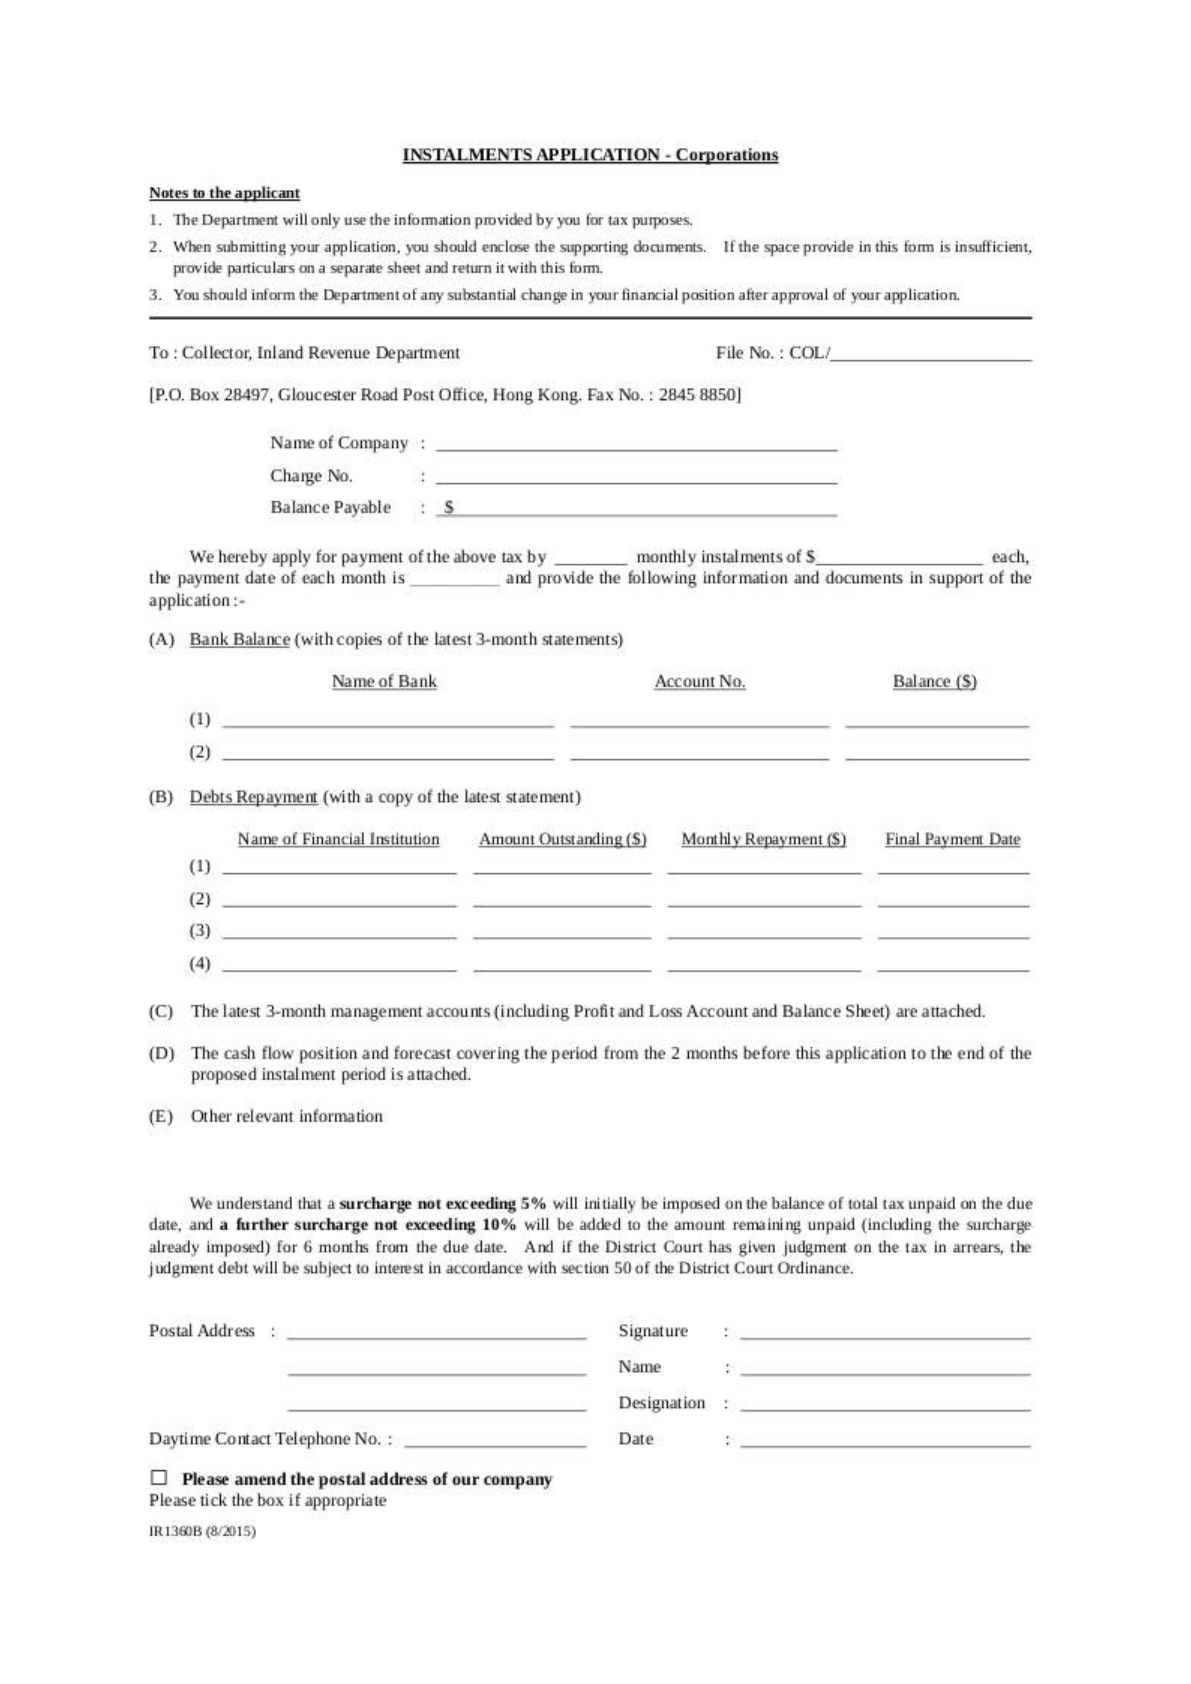 INSTALMENTS APPLICATION - Corporations
Notes to the applicant
1. The Department will only use the information provided by you for tax purposes.
2. When submitting your application, you should enclose the supporting documents. If the space provide in this form is insufficient,
provide particulars on a separate sheet and return it with this form.
3. You should inform the Department of any substantial change in your financial position after approval of your application.
To : Collector, Inland Revenue Department File No. : COL/
[P.O. Box 28497, Gloucester Road Post Office, Hong Kong. Fax No. : 2845 8850]
Name of Company :
Charge No. :
Balance Payable : $
We hereby apply for payment of the above tax by ________ monthly instalments of $__________________ each,
the payment date of each month is __________ and provide the following information and documents in support of the
application :-
(A) Bank Balance (with copies of the latest 3-month statements)
Name of Bank Account No. Balance ($)
(1)
(2)
(B) Debts Repayment (with a copy of the latest statement)
Name of Financial Institution Amount Outstanding ($) Monthly Repayment ($) Final Payment Date
(1)
(2)
(3)
(4)
(C) The latest 3-month management accounts (including Profit and Loss Account and Balance Sheet) are attached.
(D) The cash flow position and forecast covering the period from the 2 months before this application to the end of the
proposed instalment period is attached.
(E) Other relevant information
We understand that a surcharge not exceeding 5% will initially be imposed on the balance of total tax unpaid on the due
date, and a further surcharge not exceeding 10% will be added to the amount remaining unpaid (including the surcharge
already imposed) for 6 months from the due date. And if the District Court has given judgment on the tax in arrears, the
judgment debt will be subject to interest in accordance with section 50 of the District Court Ordinance.
Postal Address : Signature :
Name :
Designation :
Daytime Contact Telephone No. : Date :
☐ Please amend the postal address of our company
Please tick the box if appropriate
IR1360B (8/2015)